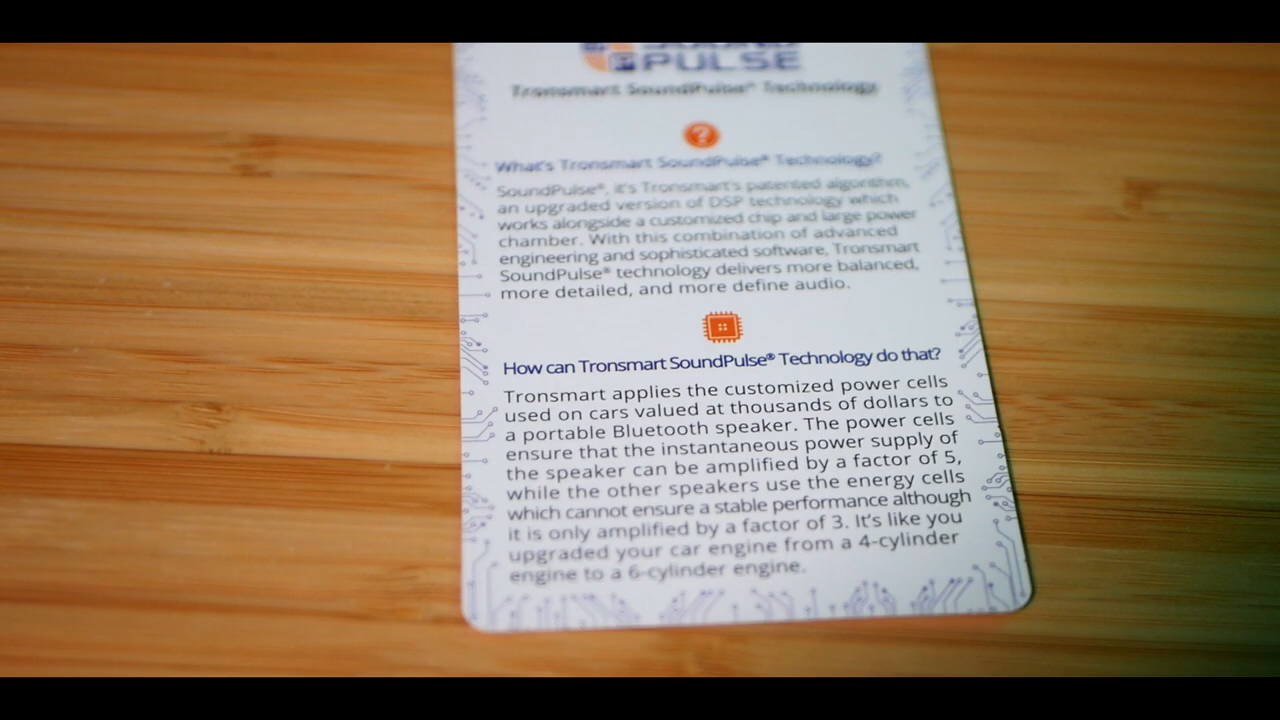 SOUND
PULSE
Tronsmart SoundPulse® Technology
?
What's Tronsmart SoundPulse® Technology?
SoundPulse®, it's Tronsmart's patented algorithm,
an upgraded version of DSP technology which
works alongside a customized chip and large power
chamber. With this combination of advanced
engineering and sophisticated software, Tronsmart
SoundPulse® technology delivers more balanced,
more detailed, and more define audio.
How can Tronsmart SoundPulse® Technology do that?
Tronsmart applies the customized power cells
used on cars valued at thousands of dollars to
a portable Bluetooth speaker. The power cells
ensure that the instantaneous power supply of
the speaker can be amplified by a factor of 5,
while the other speakers use the energy cells
which cannot ensure a stable performance although
it is only amplified by a factor of 3. It's like you
upgraded your car engine from a 4-cylinder
engine to a 6-cylinder engine.